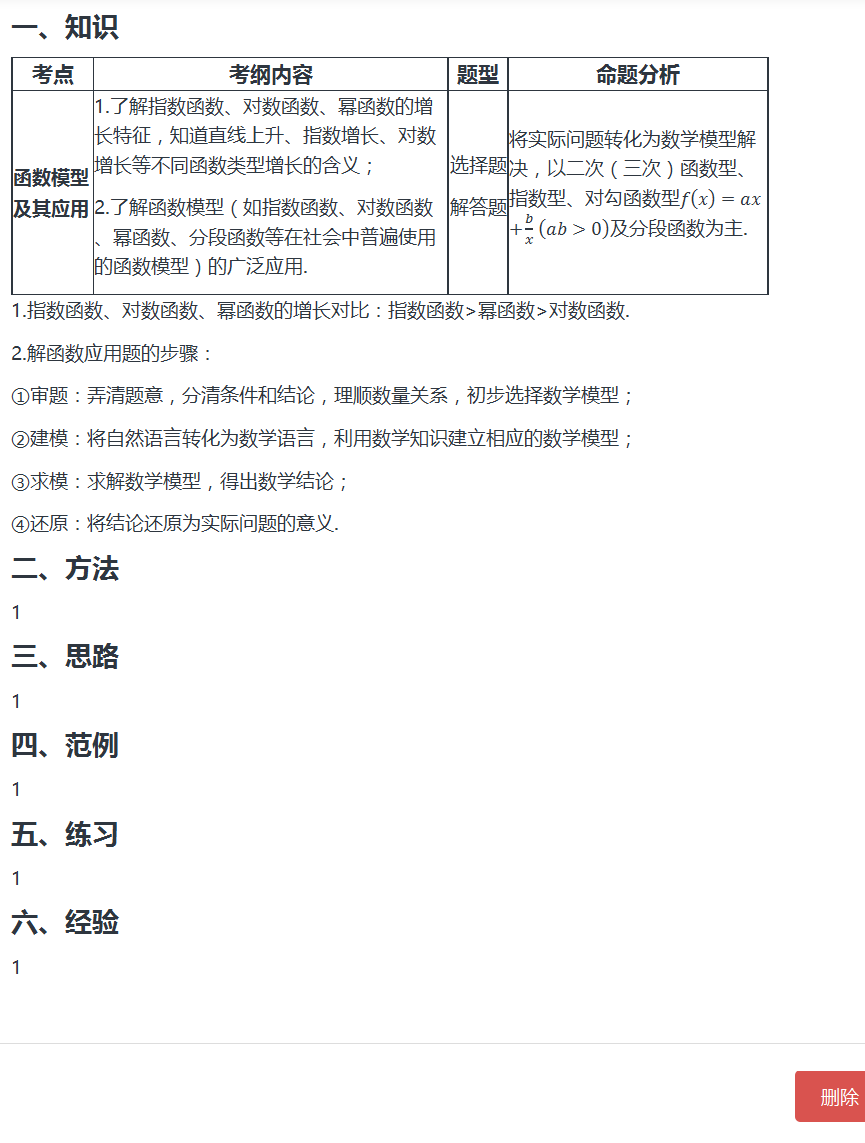 一、知识
考点 考纲内容 题型 命题分析
函数模型
及其应用
1.了解指数函数、对数函数、幂函数的增
长特征，知道直线上升、指数增长、对数
增长等不同函数类型增长的含义；
2.了解函数模型（如指数函数、对数函数
、幂函数、分段函数等在社会中普遍使用
的函数模型）的广泛应用.
选择题
解答题
将实际问题转化为数学模型解
决，以二次（三次）函数型、
指数型、对勾函数型f(x) = ax
+b/x (ab > 0)及分段函数为主.
1.指数函数、对数函数、幂函数的增长对比：指数函数>幂函数>对数函数.
2.解函数应用题的步骤：
①审题：弄清题意，分清条件和结论，理顺数量关系，初步选择数学模型；
②建模：将自然语言转化为数学语言，利用数学知识建立相应的数学模型；
③求模：求解数学模型，得出数学结论；
④还原：将结论还原为实际问题的意义.
二、方法
1
三、思路
1
四、范例
1
五、练习
1
六、经验
1
删除